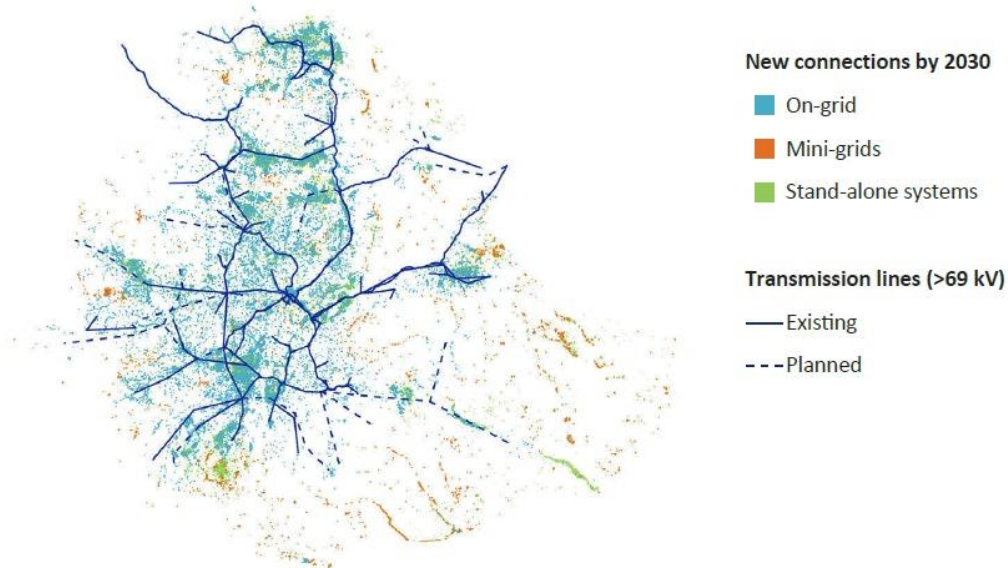 New connections by 2030
On-grid
Mini-grids
Stand-alone systems
Transmission lines (>69 kV)
Existing
Planned